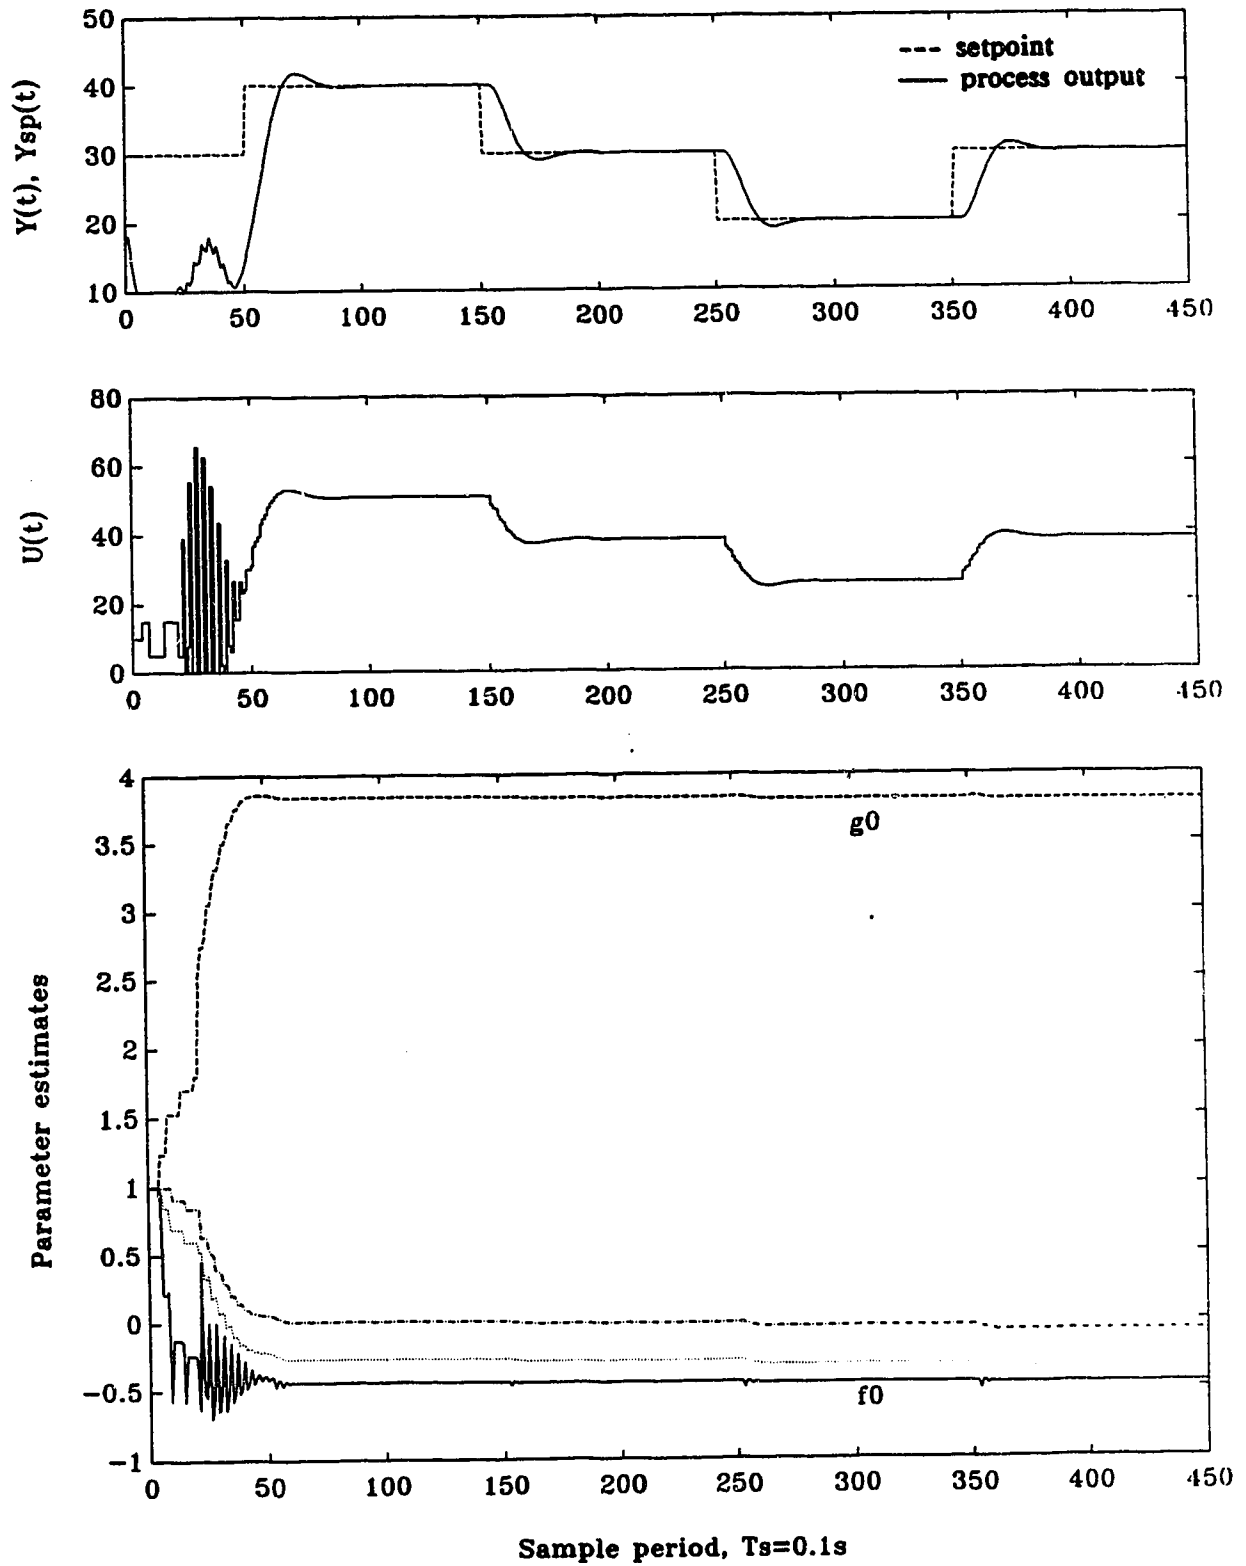 50
40
30
20
10
Y(t), Ysp(t)
setpoint
process output
0 50 100 150 200 250 300 350 400 450
80
60
40
20
0
U(t)
0 50 100 150 200 250 300 350 400 450
4
3.5
3
2.5
2
1.5
1
0.5
0
−0.5
−1
Parameter estimates
g0
f0
0 50 100 150 200 250 300 350 400 450
Sample period, Ts=0.1s